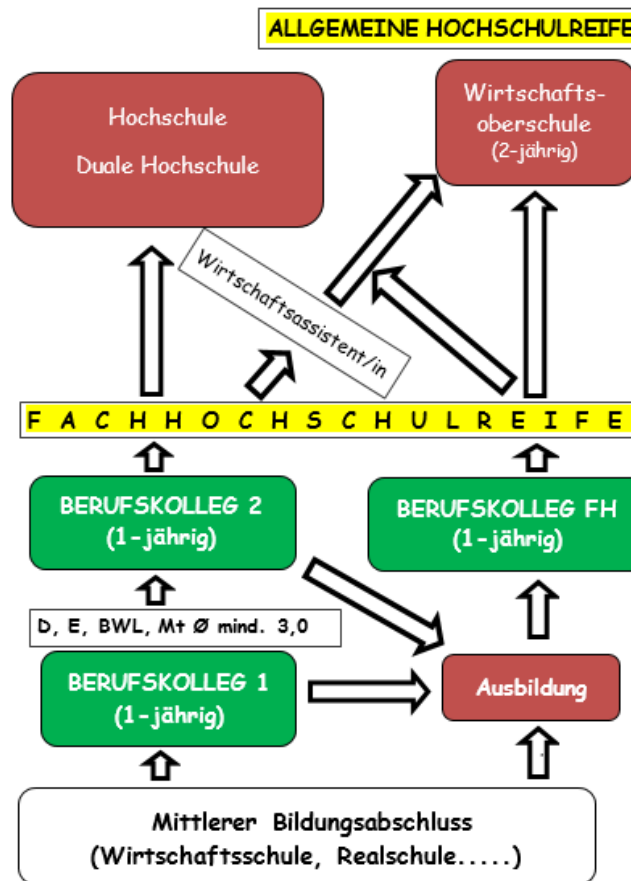 ALLGEMEINE HOCHSCHULREIFE
Hochschule
Duale Hochschule
Wirtschafts-
oberschule
(2-jährig)
Wirtschaftsassistent/in
F A C H H O C H S C H U L R E I F E
BERUFSKOLLEG 2
(1-jährig)
BERUFSKOLLEG FH
(1-jährig)
D, E, BWL, Mt Ø mind. 3,0
BERUFSKOLLEG 1
(1-jährig)
Ausbildung
Mittlerer Bildungsabschluss
(Wirtschaftsschule, Realschule.....)